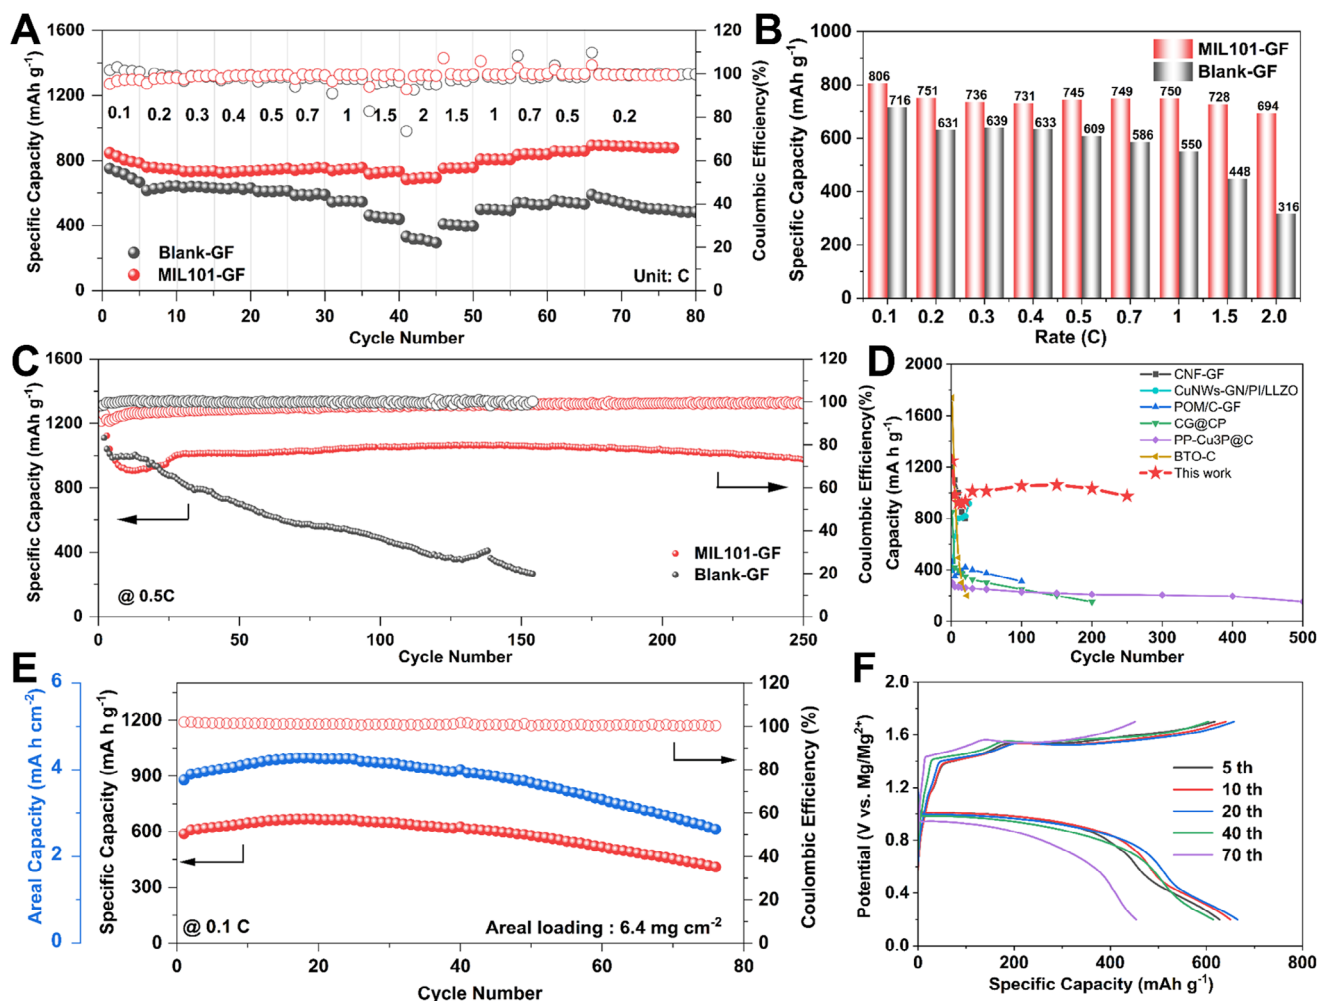 A
Specific Capacity (mAh g-1)
1600
1200
800
400
0
0.1 0.2 0.3 0.4 0.5 0.7 1 1.5 2 1.5 1 0.7 0.5 0.2
Blank-GF
MIL101-GF
Unit: C
0 10 20 30 40 50 60 70 80
Cycle Number
120
100
80
60
40
20
0
Coulombic Efficiency(%)
B
Specific Capacity (mAh g-1)
1000
800
600
400
200
0
MIL101-GF
Blank-GF
806 716 751 631 736 639 731 633 745 609 749 586 750 550 728 448 694 316
0.1 0.2 0.3 0.4 0.5 0.7 1 1.5 2.0
Rate (C)
C
Specific Capacity (mAh g-1)
1600
1200
800
400
0
@ 0.5C
MIL101-GF
Blank-GF
0 50 100 150 200 250
Cycle Number
120
100
80
60
40
20
0
Coulombic Efficiency(%)
D
Capacity (mA h g-1)
2000
1600
1200
800
400
0
CNF-GF
CuNWs-GN/PI/LLZO
POM/C-GF
CG@CP
PP-Cu3P@C
BTO-C
This work
0 100 200 300 400 500
Cycle Number
E
Areal Capacity (mA h cm-2)
6
4
2
0
Specific Capacity (mA h g-1)
1200
900
600
300
0
@ 0.1 C
Areal loading : 6.4 mg cm-2
0 20 40 60 80
Cycle Number
120
100
80
60
40
20
0
Coulombic Efficiency (%)
F
Potential (V vs. Mg/Mg2+)
2.0
1.6
1.2
0.8
0.4
0.0
5 th
10 th
20 th
40 th
70 th
0 200 400 600 800
Specific Capacity (mAh g-1)